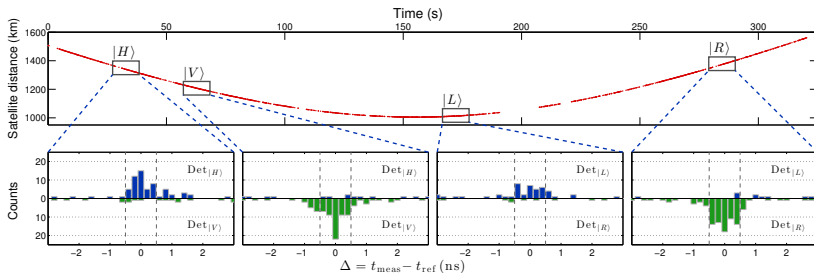 Time (s)
0 50 100 150 200 250 300
Satellite distance (km)
1600
1400
1200
1000
|H⟩
|V⟩
|L⟩
|R⟩
Counts
20
10
0
10
20
Det|H⟩ Det|H⟩ Det|L⟩ Det|L⟩
Det|V⟩ Det|V⟩ Det|R⟩ Det|R⟩
−2 −1 0 1 2 −2 −1 0 1 2 −2 −1 0 1 2 −2 −1 0 1 2
Δ = tmeas − tref (ns)